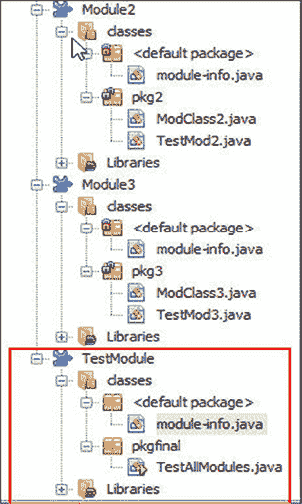 Module2
classes
<default package>
module-info.java
pkg2
ModClass2.java
TestMod2.java
Libraries
Module3
classes
<default package>
module-info.java
pkg3
ModClass3.java
TestMod3.java
Libraries
TestModule
classes
<default package>
module-info.java
pkgfinal
TestAllModules.java
Libraries